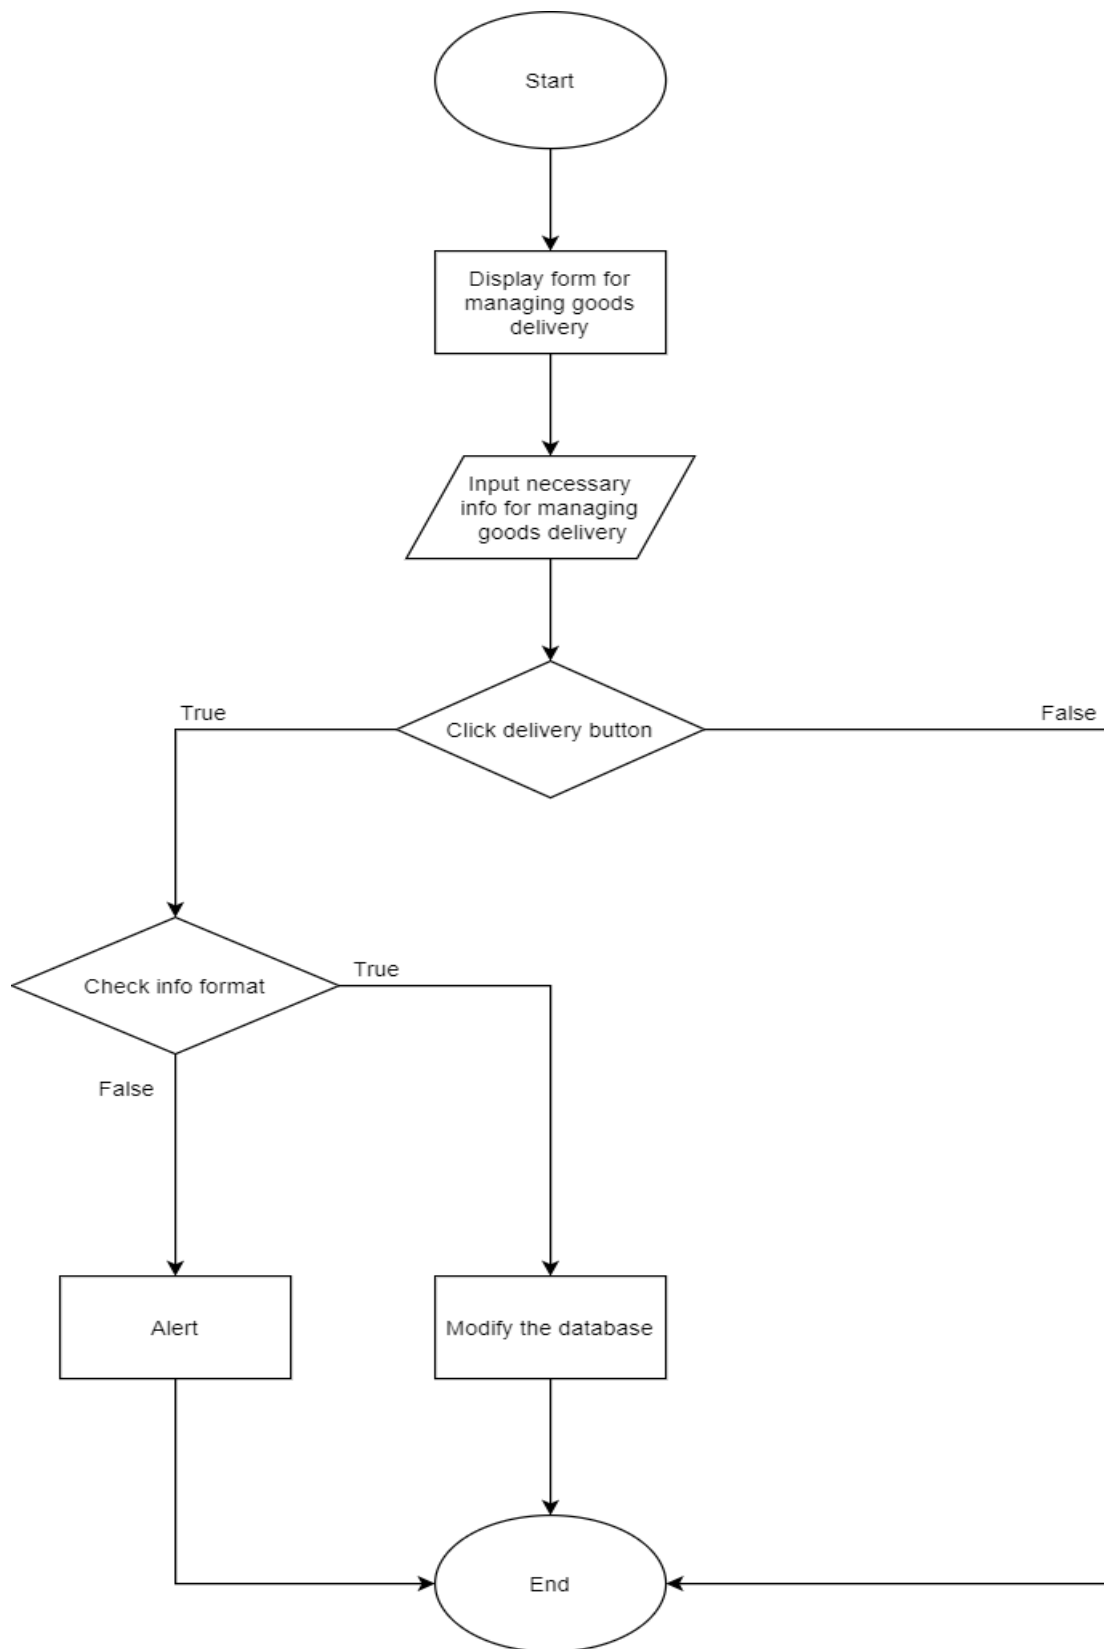 Start
Display form for
managing goods
delivery
Input necessary
info for managing
goods delivery
True
False
Click delivery button
True
Check info format
False
Alert
Modify the database
End